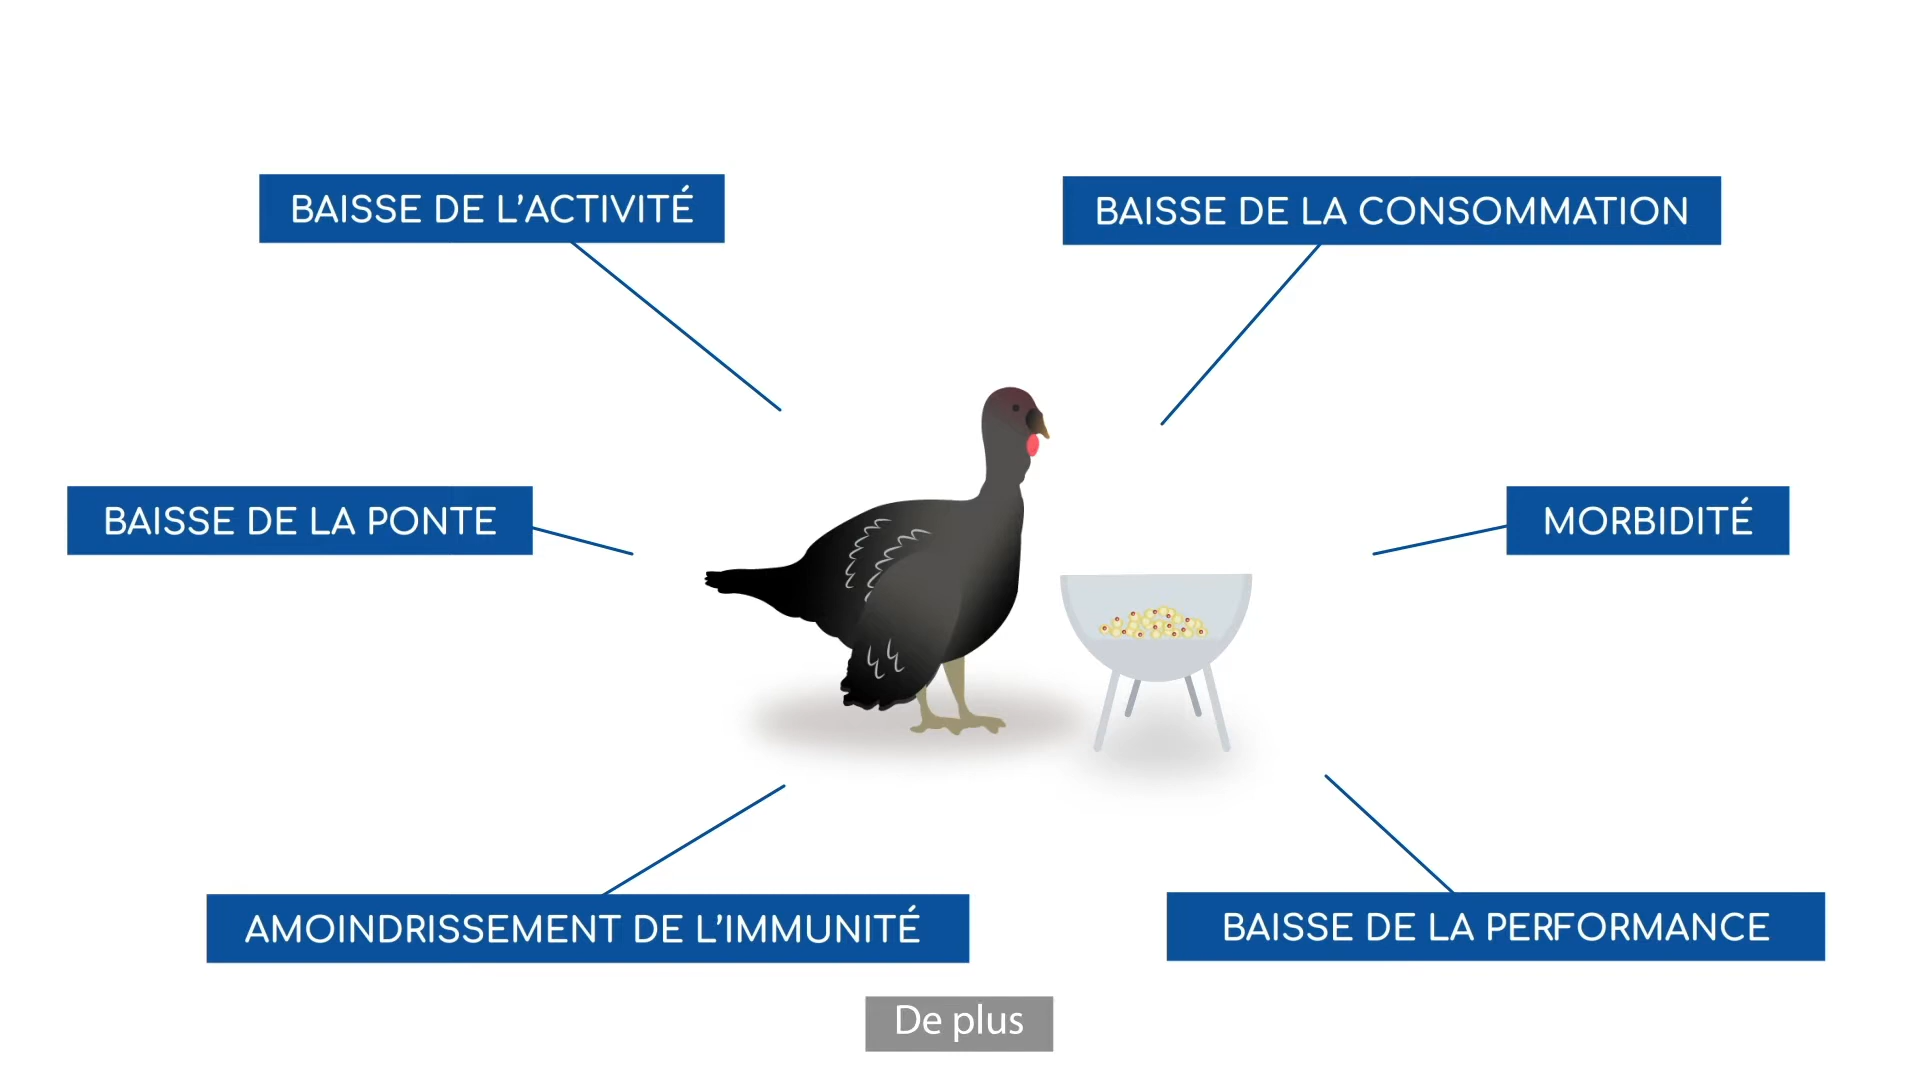 BAISSE DE L’ACTIVITÉ
BAISSE DE LA CONSOMMATION
BAISSE DE LA PONTE
MORBIDITÉ
AMOINDRISSEMENT DE L’IMMUNITÉ
BAISSE DE LA PERFORMANCE
De plus